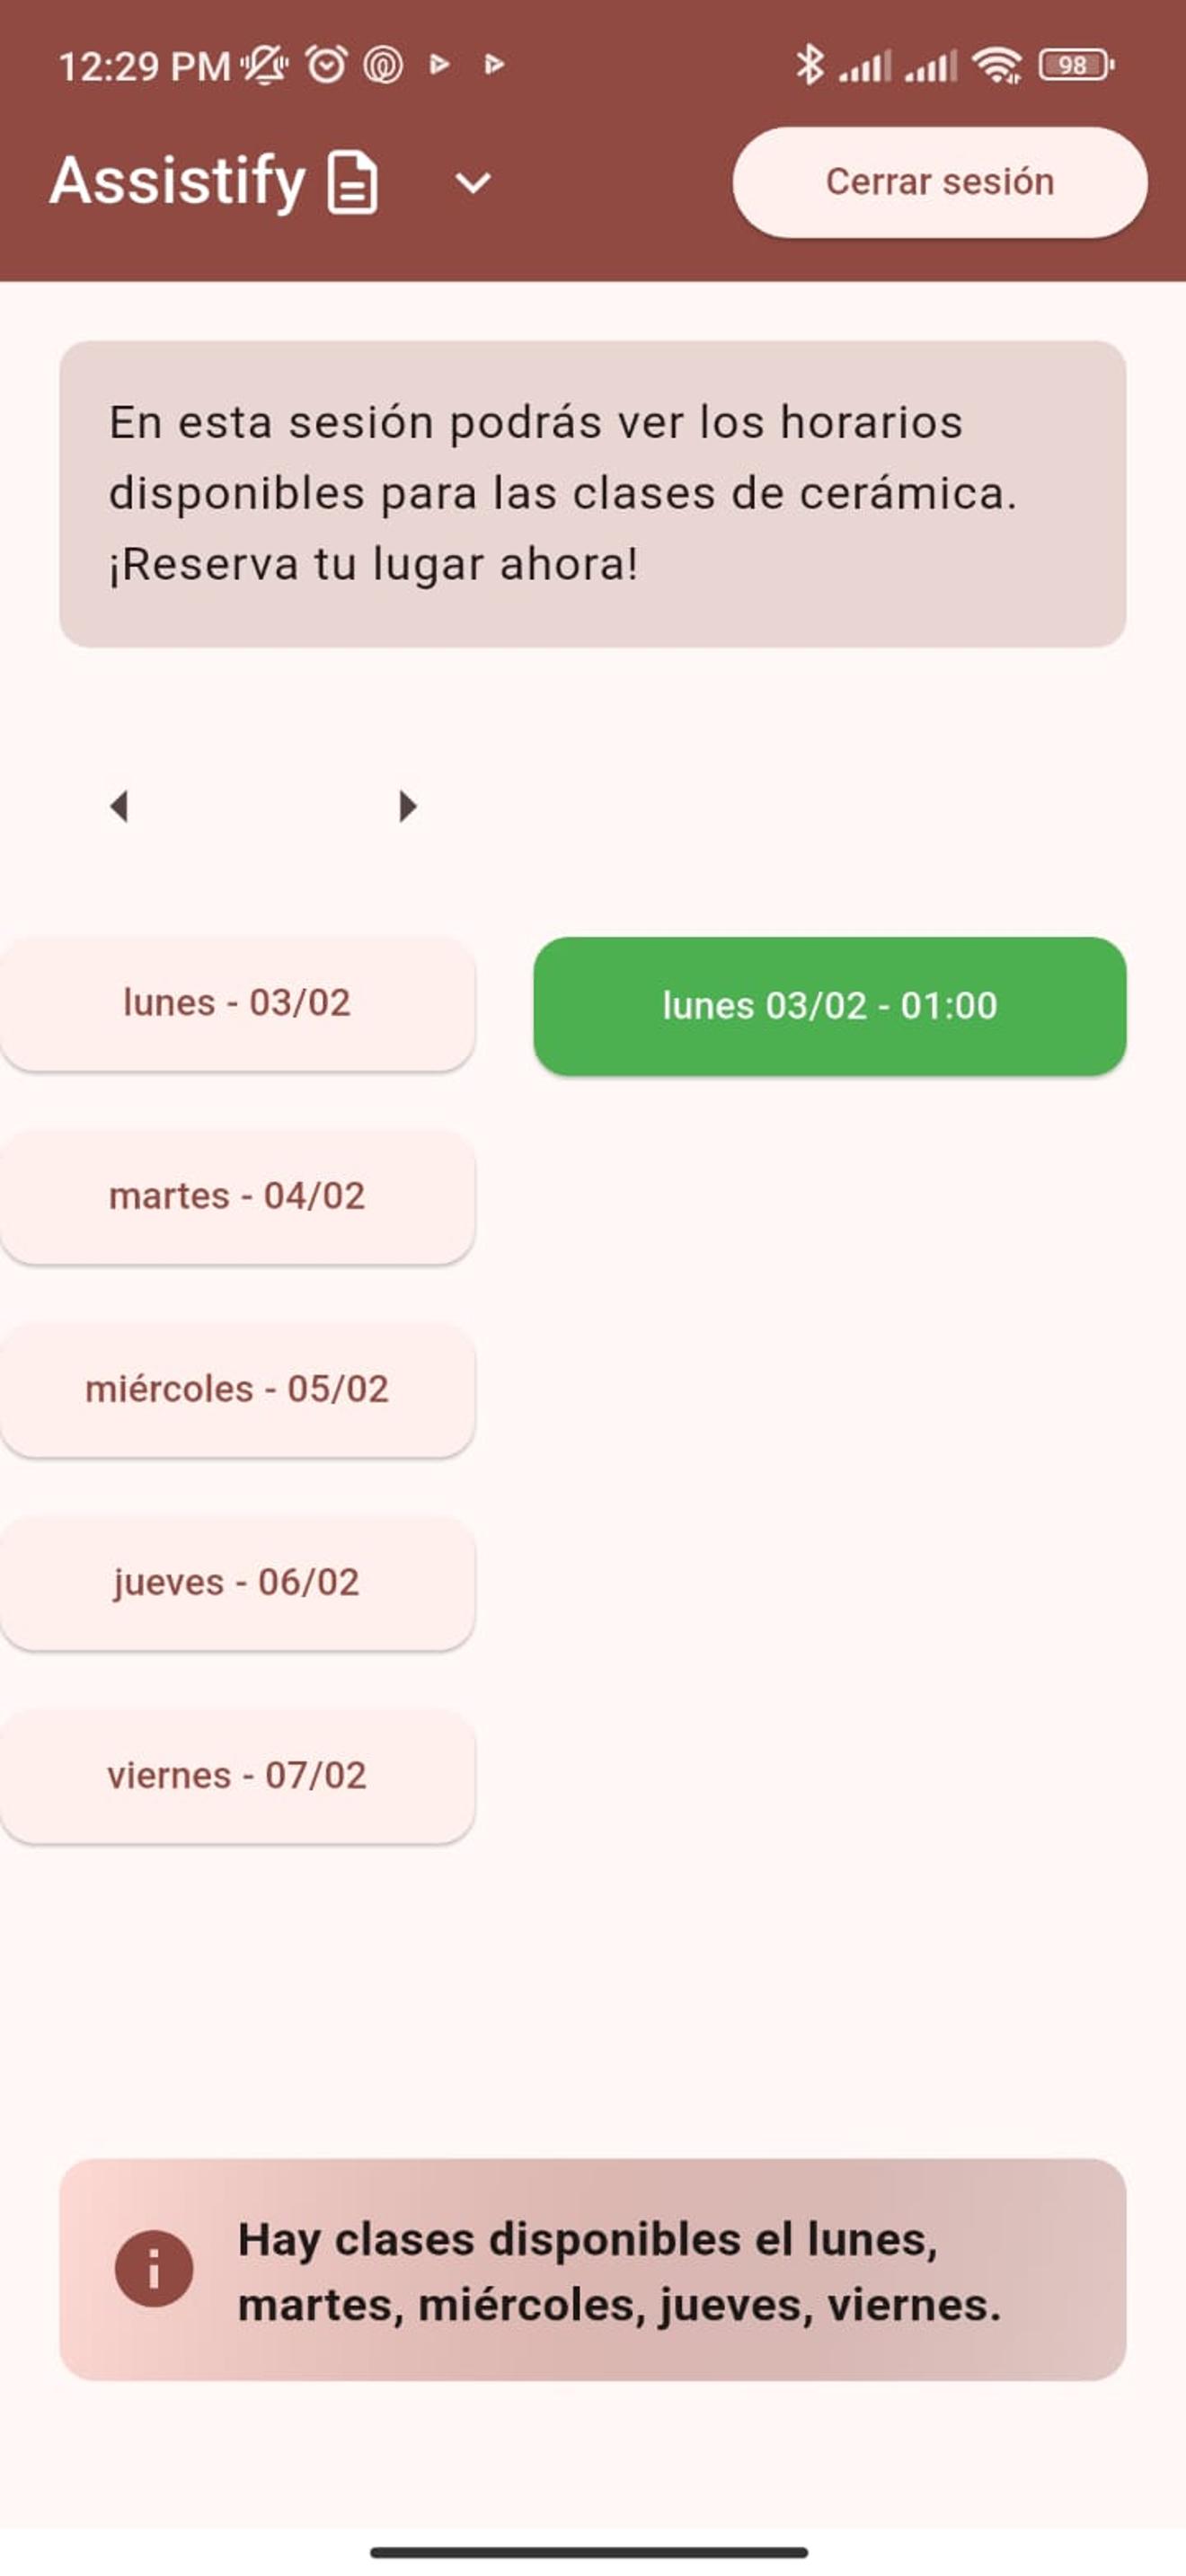 12:29 PM
98
Assistify
Cerrar sesión
En esta sesión podrás ver los horarios
disponibles para las clases de cerámica.
¡Reserva tu lugar ahora!
lunes - 03/02
lunes 03/02 - 01:00
martes - 04/02
miércoles - 05/02
jueves - 06/02
viernes - 07/02
Hay clases disponibles el lunes,
martes, miércoles, jueves, viernes.